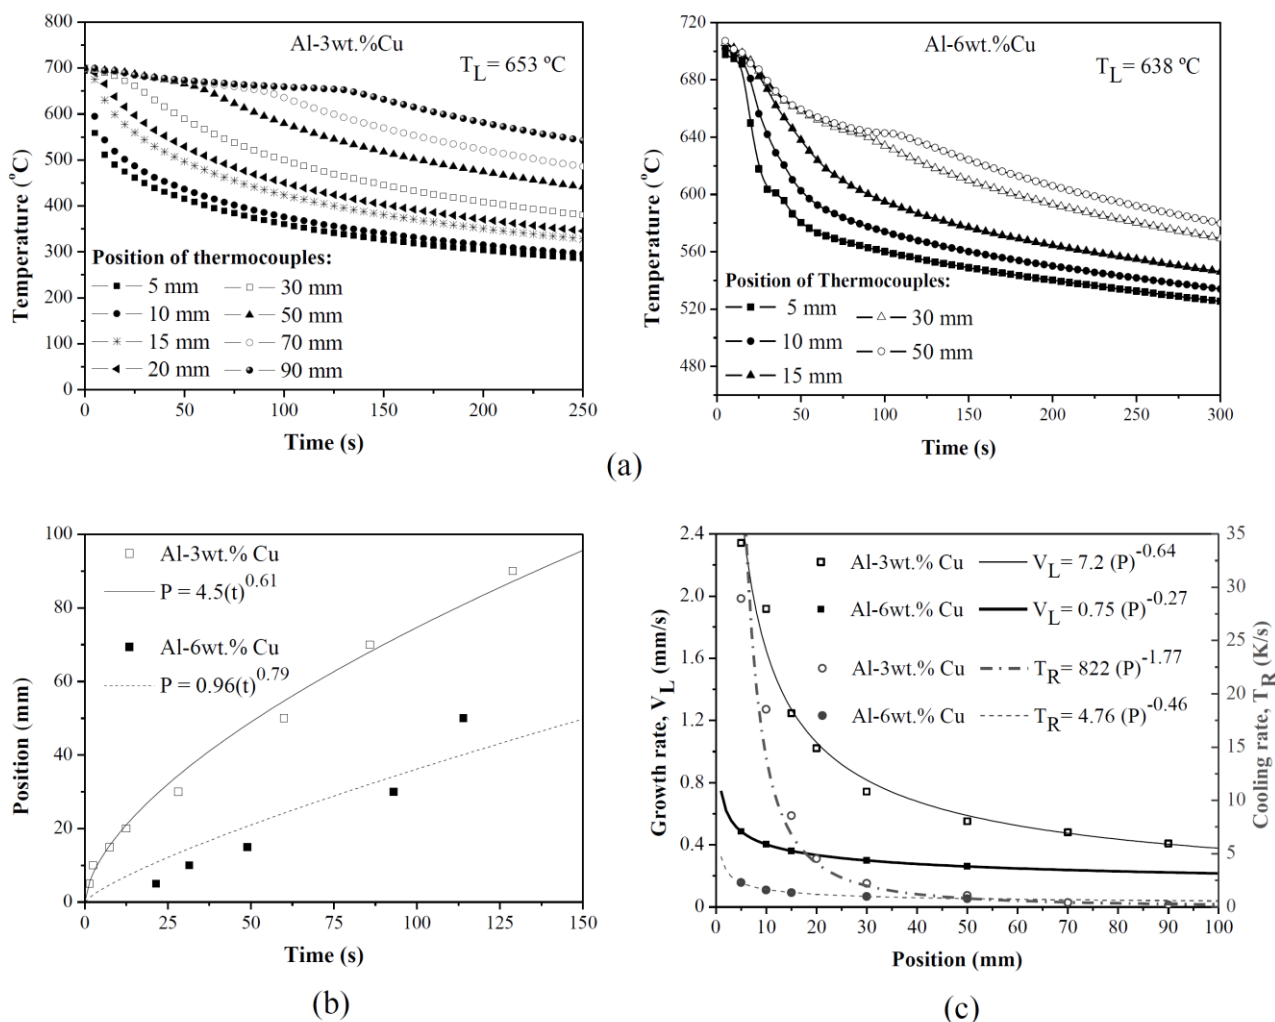 Al-3wt.%Cu
T_L = 653 ºC
Temperature (°C)
800
700
600
500
400
300
200
100
0
Position of thermocouples:
5 mm
30 mm
10 mm
50 mm
15 mm
70 mm
20 mm
90 mm
0 50 100 150 200 250
Time (s)
Al-6wt.%Cu
T_L = 638 ºC
Temperature (°C)
720
680
640
600
560
520
480
Position of Thermocouples:
5 mm
30 mm
10 mm
50 mm
15 mm
0 50 100 150 200 250 300
Time (s)
(a)
Position (mm)
100
80
60
40
20
0
Al-3wt.% Cu
P = 4.5(t)^0.61
Al-6wt.% Cu
P = 0.96(t)^0.79
0 25 50 75 100 125 150
Time (s)
(b)
Growth rate, V_L (mm/s)
2.4
2.0
1.6
1.2
0.8
0.4
0
Al-3wt.% Cu
V_L = 7.2 (P)^-0.64
Al-6wt.% Cu
V_L = 0.75 (P)^-0.27
Al-3wt.% Cu
T_R = 822 (P)^-1.77
Al-6wt.% Cu
T_R = 4.76 (P)^-0.46
35
30
25
20
15
10
5
0
Cooling rate, T_R (K/s)
0 10 20 30 40 50 60 70 80 90 100
Position (mm)
(c)